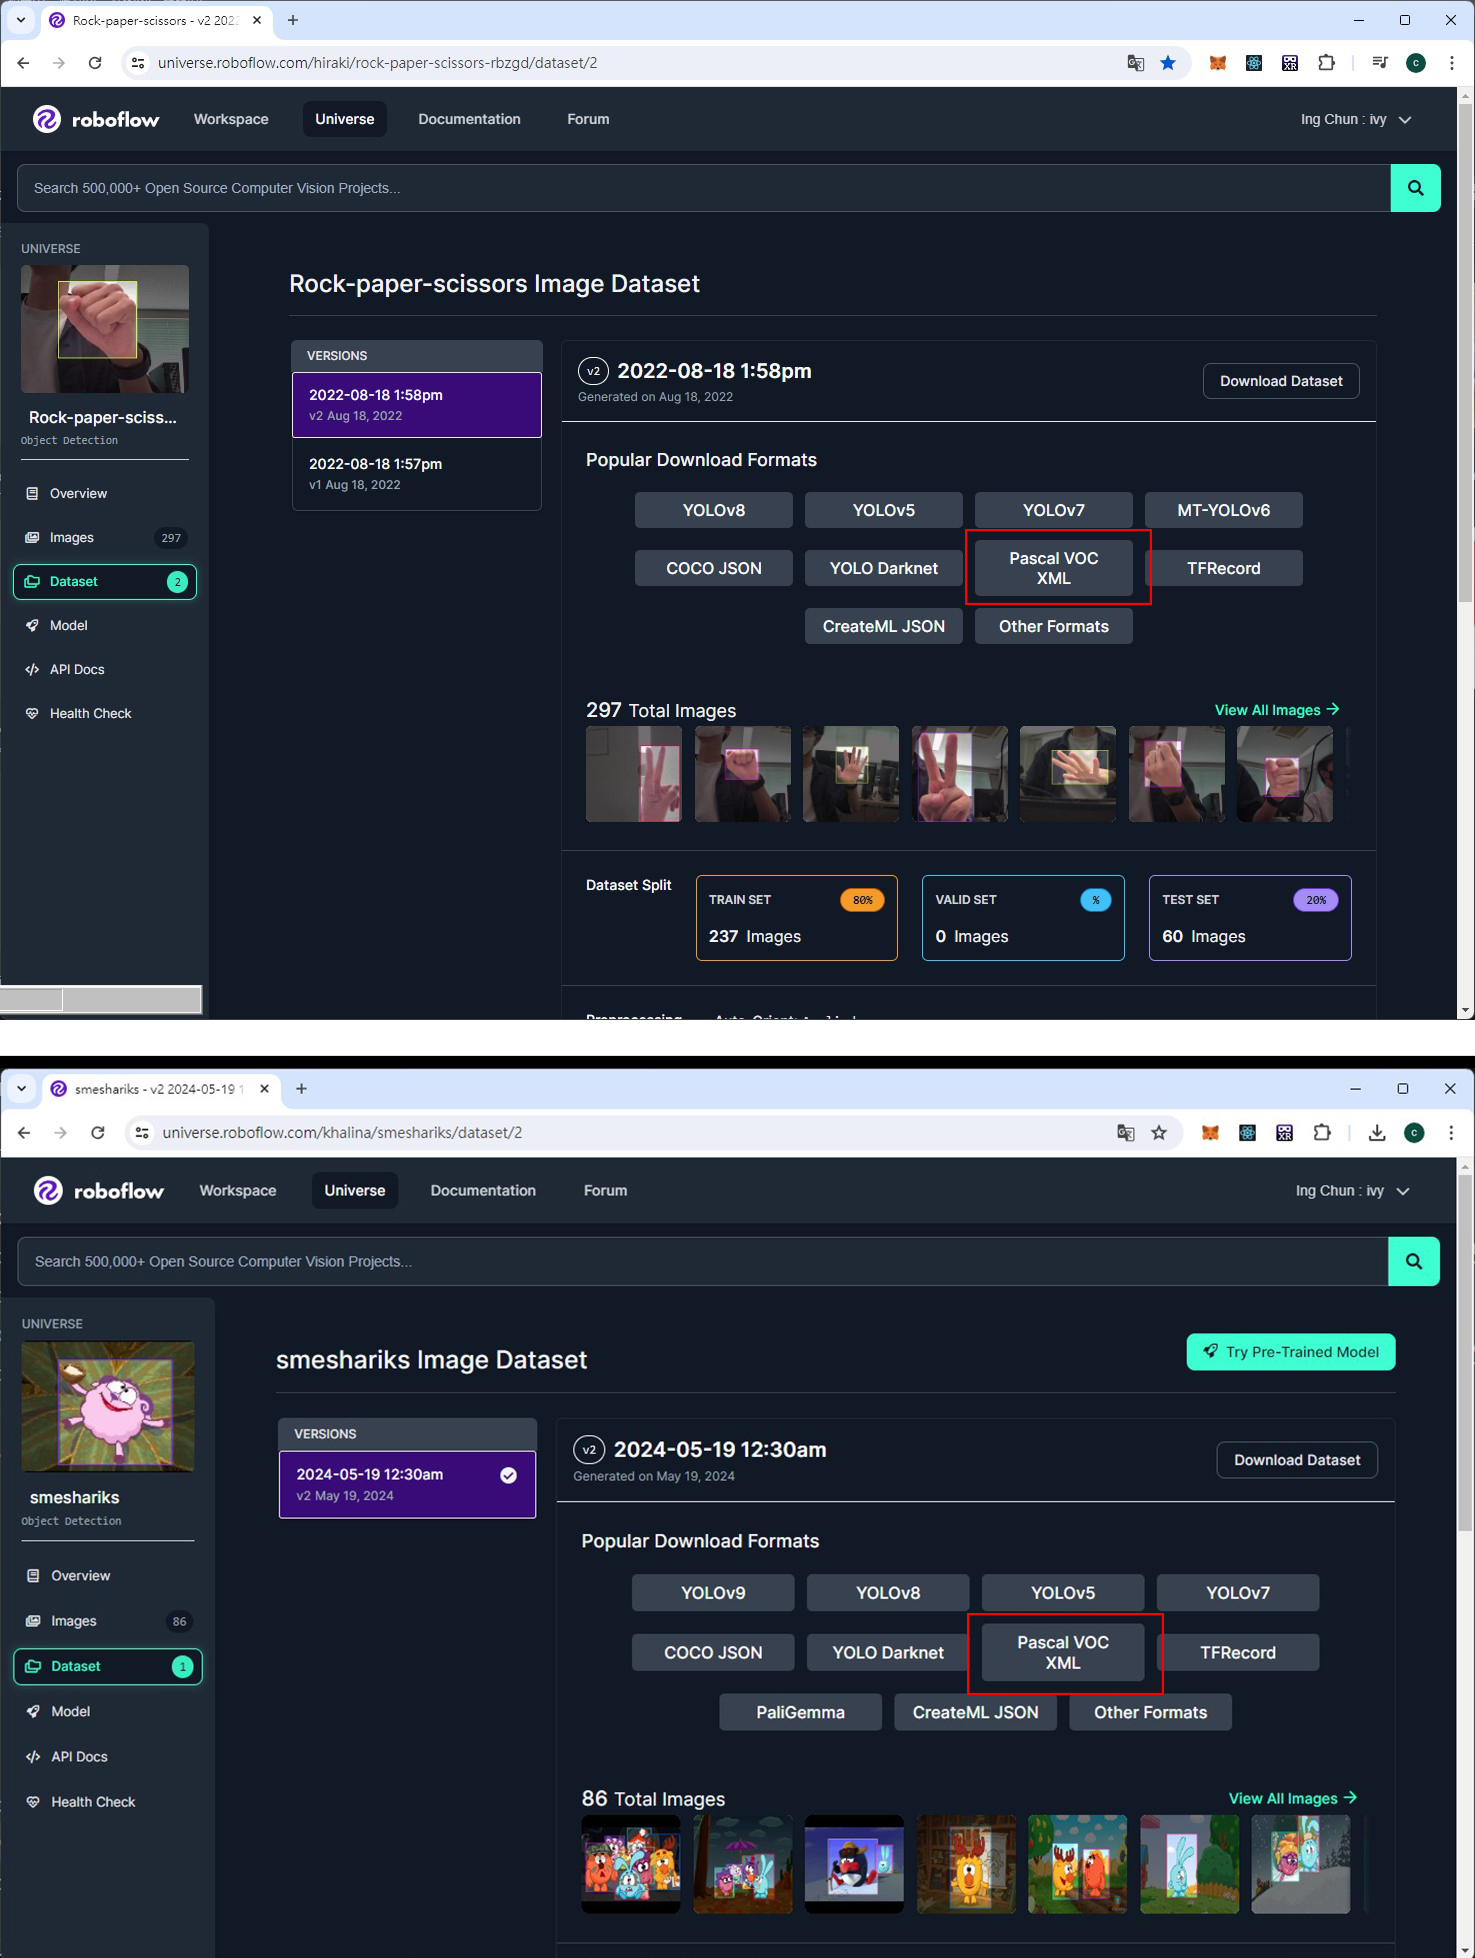 Rock-paper-scissors - v2 2022
universe.roboflow.com/hiraki/rock-paper-scissors-rbzgd/dataset/2
roboflow
Workspace
Universe
Documentation
Forum
Ing Chun : ivy
Search 500,000+ Open Source Computer Vision Projects...
UNIVERSE
Rock-paper-sciss...
Object Detection
Overview
Images 297
Dataset 2
Model
API Docs
Health Check
Rock-paper-scissors Image Dataset
VERSIONS
2022-08-18 1:58pm
v2 Aug 18, 2022
2022-08-18 1:57pm
v1 Aug 18, 2022
v2 2022-08-18 1:58pm
Generated on Aug 18, 2022
Download Dataset
Popular Download Formats
YOLOv8
YOLOv5
YOLOv7
MT-YOLOv6
COCO JSON
YOLO Darknet
Pascal VOC
XML
TFRecord
CreateML JSON
Other Formats
297 Total Images
View All Images →
Dataset Split
TRAIN SET 80%
237 Images
VALID SET %
0 Images
TEST SET 20%
60 Images
Preprocessing Auto-Orient: Applied
smeshariks - v2 2024-05-19 1
universe.roboflow.com/khalina/smeshariks/dataset/2
roboflow
Workspace
Universe
Documentation
Forum
Ing Chun : ivy
Search 500,000+ Open Source Computer Vision Projects...
UNIVERSE
smeshariks
Object Detection
Overview
Images 86
Dataset 1
Model
API Docs
Health Check
smeshariks Image Dataset
Try Pre-Trained Model
VERSIONS
2024-05-19 12:30am
v2 May 19, 2024
v2 2024-05-19 12:30am
Generated on May 19, 2024
Download Dataset
Popular Download Formats
YOLOv9
YOLOv8
YOLOv5
YOLOv7
COCO JSON
YOLO Darknet
Pascal VOC
XML
TFRecord
PaliGemma
CreateML JSON
Other Formats
86 Total Images
View All Images →